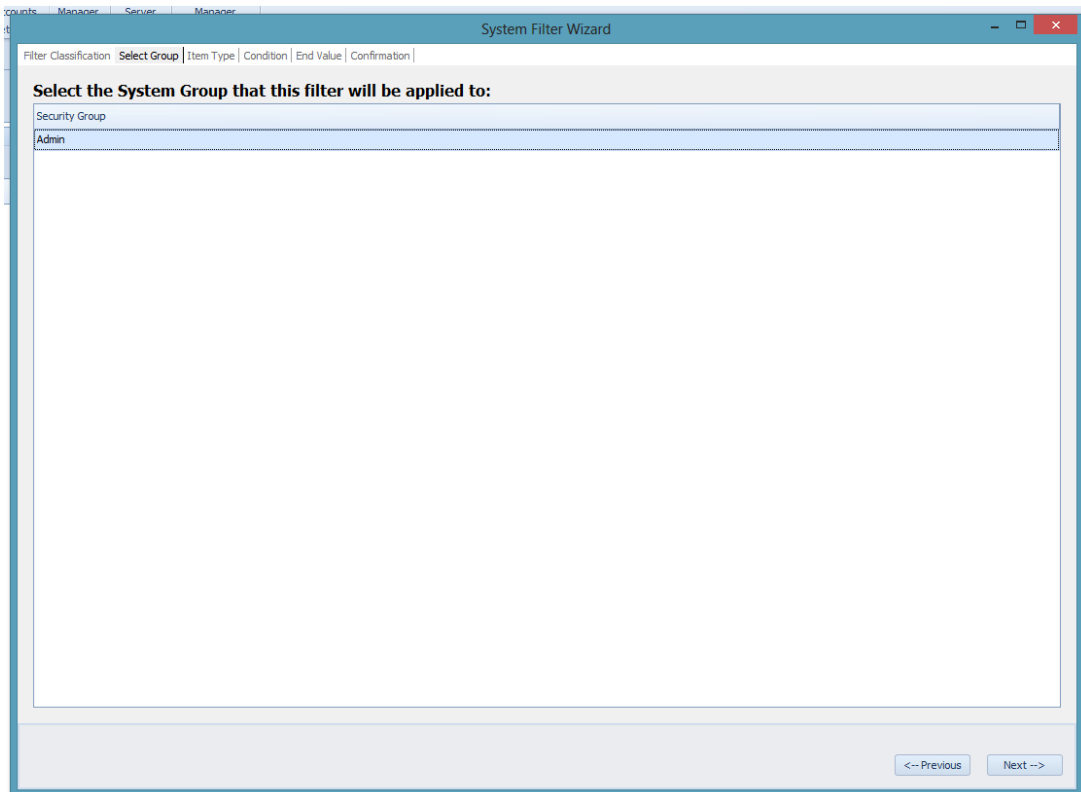 Manager Server Manager
System Filter Wizard
Filter Classification Select Group Item Type Condition End Value Confirmation
Select the System Group that this filter will be applied to:
Security Group
Admin
<-- Previous Next -->